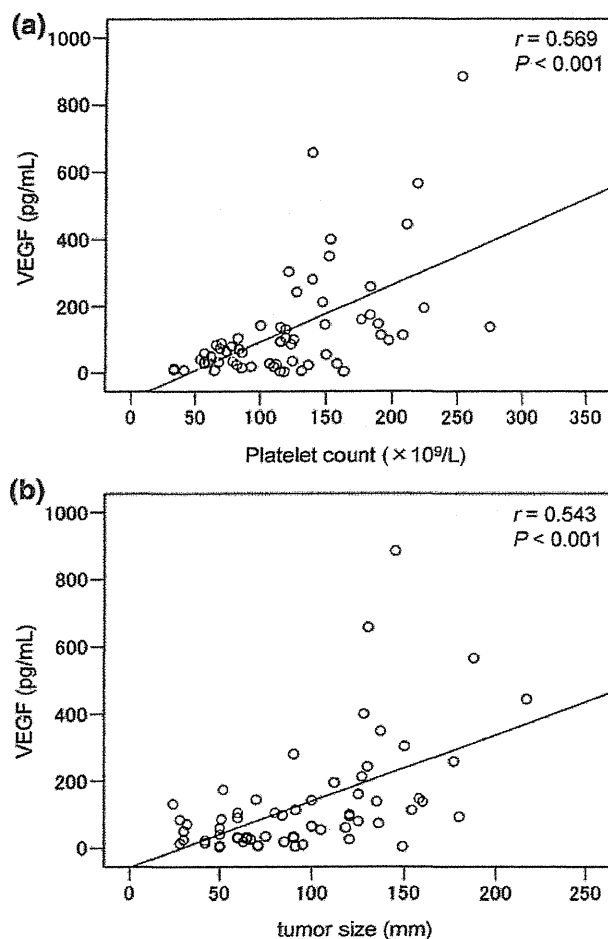 (a)
r = 0.569
P < 0.001
1000
800
600
400
200
0
VEGF (pg/mL)
0 50 100 150 200 250 300 350
Platelet count (×10⁹/L)
(b)
r = 0.543
P < 0.001
1000
800
600
400
200
0
VEGF (pg/mL)
0 50 100 150 200 250
tumor size (mm)